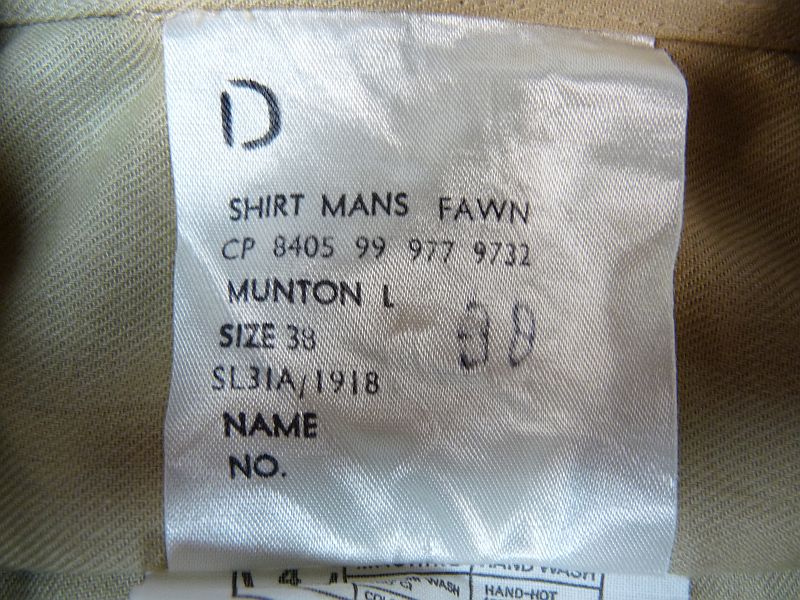 D
SHIRT MANS FAWN
CP 8405 99 977 9732
MUNTON L
SIZE 38
38
SL31A/1918
NAME
NO.
4 HAND WASH
WASH HAND-HOT